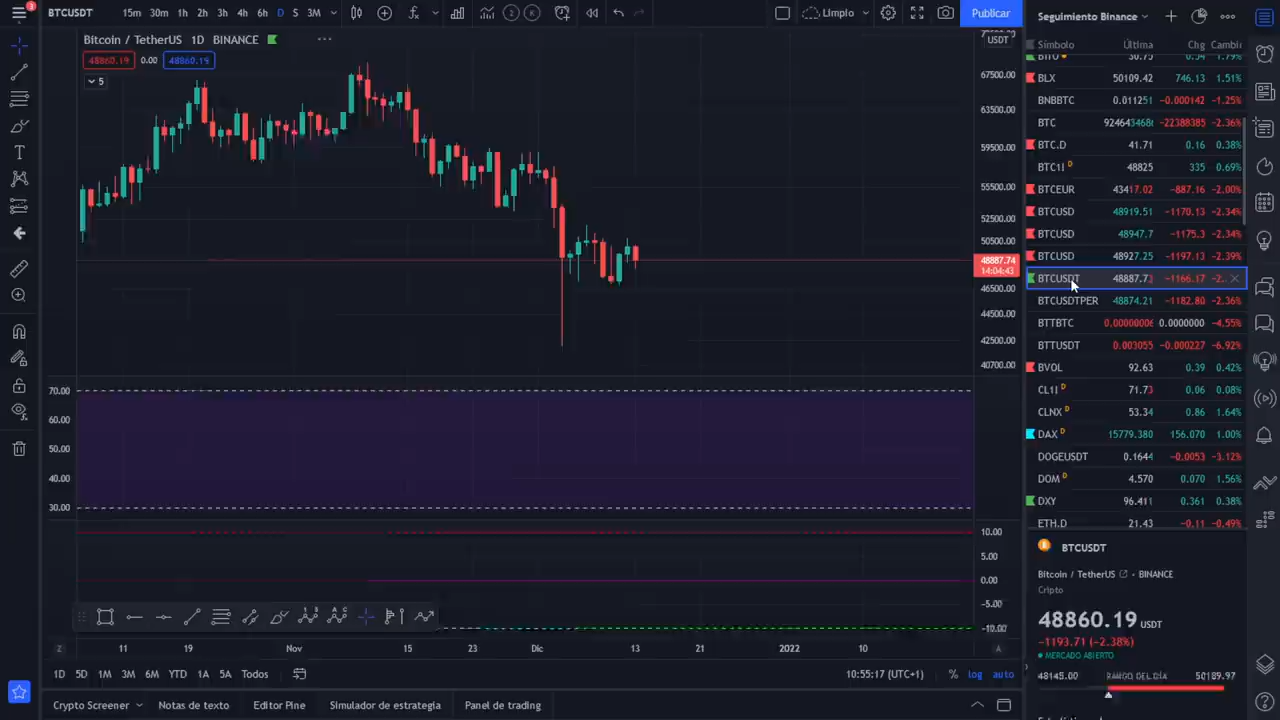 3
BTCUSDT
15m 30m 1h 2h 3h 4h 6h D S 3M
2 K
Limpio
Publicar
Bitcoin / TetherUS 1D BINANCE
48860.19 0.00 48860.19
5
USDT
67500.00
63500.00
59500.00
55500.00
52500.00
50500.00
48887.74
14:04:43
46500.00
44500.00
42500.00
40700.00
70.00
60.00
50.00
40.00
30.00
10.00
5.00
0.00
-5.00
-10.00
Z 11 19 Nov 15 23 Dic 13 21 2022 10 A
1D 5D 1M 3M 6M YTD 1A 5A Todos
10:55:17 (UTC+1) % log auto
Crypto Screener Notas de texto Editor Pine Simulador de estrategia Panel de trading
Seguimiento Binance
Símbolo Última Chg Cambio
BITO 30.75 0.54 1.79%
BLX 50109.42 746.13 1.51%
BNBBTC 0.011251 -0.000142 -1.25%
BTC 924643468 -22388385 -2.36%
BTC.D 41.71 0.16 0.38%
BTC1! D 48825 335 0.69%
BTCEUR 43417.02 -887.16 -2.00%
BTCUSD 48919.51 -1170.13 -2.34%
BTCUSD 48947.7 -1175.3 -2.34%
BTCUSD 48927.25 -1197.13 -2.39%
BTCUSDT 48887.73 -1166.17 -2.
BTCUSDTPER 48874.21 -1182.80 -2.36%
BTTBTC 0.00000006 0.0000000 -4.55%
BTTUSDT 0.003055 -0.000227 -6.92%
BVOL 92.63 0.39 0.42%
CL1! D 71.73 0.06 0.08%
CLNX D 53.34 0.86 1.64%
DAX D 15779.380 156.070 1.00%
DOGEUSDT 0.1644 -0.0053 -3.12%
DOM D 4.570 0.070 1.56%
DXY 96.411 0.361 0.38%
ETH.D 21.43 -0.11 -0.49%
BTCUSDT
Bitcoin / TetherUS • BINANCE
Cripto
48860.19 USDT
-1193.71 (-2.38%)
MERCADO ABIERTO
48145.00 RANGO DEL DÍA 50189.97